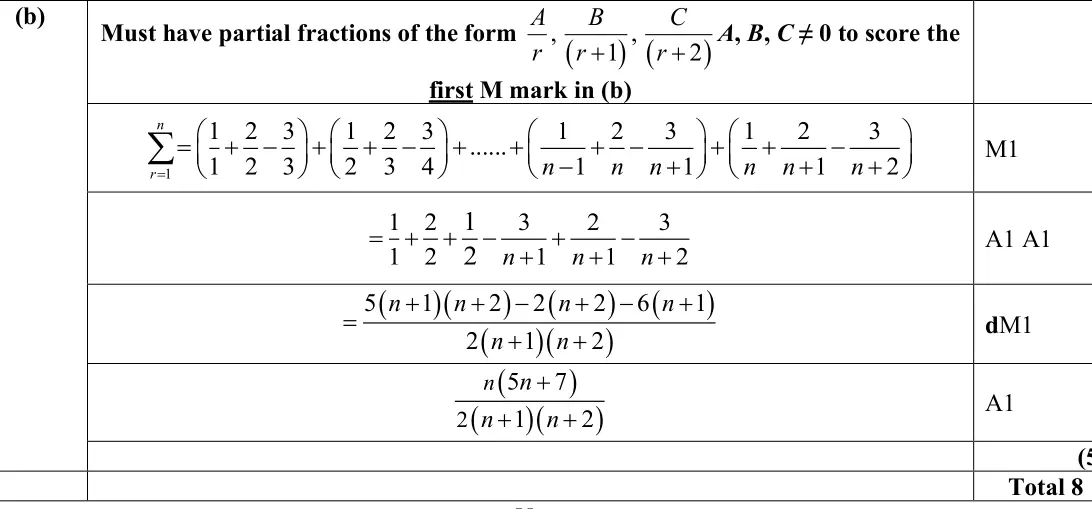 (b)
Must have partial fractions of the form A/r, B/(r+1), C/(r+2) A, B, C ≠ 0 to score the
first M mark in (b)
∑_{r=1}^{n} = (1/1 + 2/2 − 3/3) + (1/2 + 2/3 − 3/4) + ...... + (1/(n−1) + 2/n − 3/(n+1)) + (1/n + 2/(n+1) − 3/(n+2)) M1
= 1/1 + 2/2 + 1/2 − 3/(n+1) + 2/(n+1) − 3/(n+2) A1 A1
= (5(n+1)(n+2) − 2(n+2) − 6(n+1))/(2(n+1)(n+2)) dM1
n(5n+7)/(2(n+1)(n+2)) A1
(5
Total 8